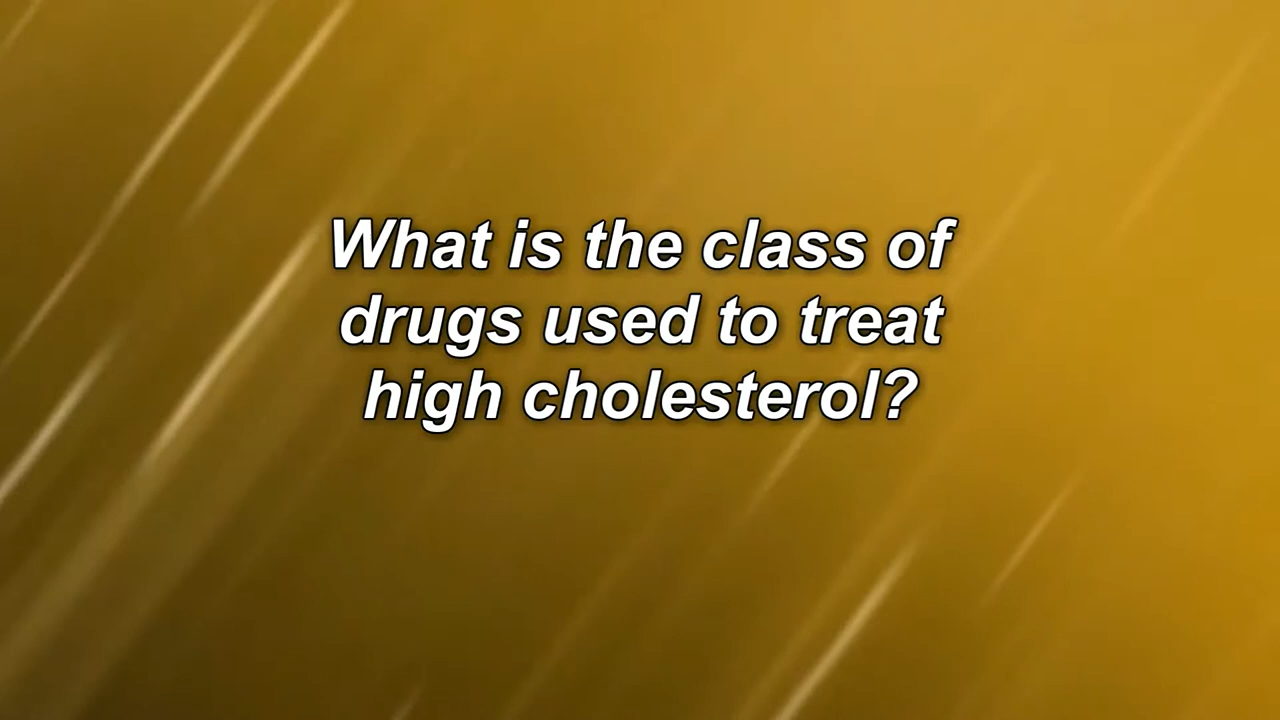 What is the class of
drugs used to treat
high cholesterol?